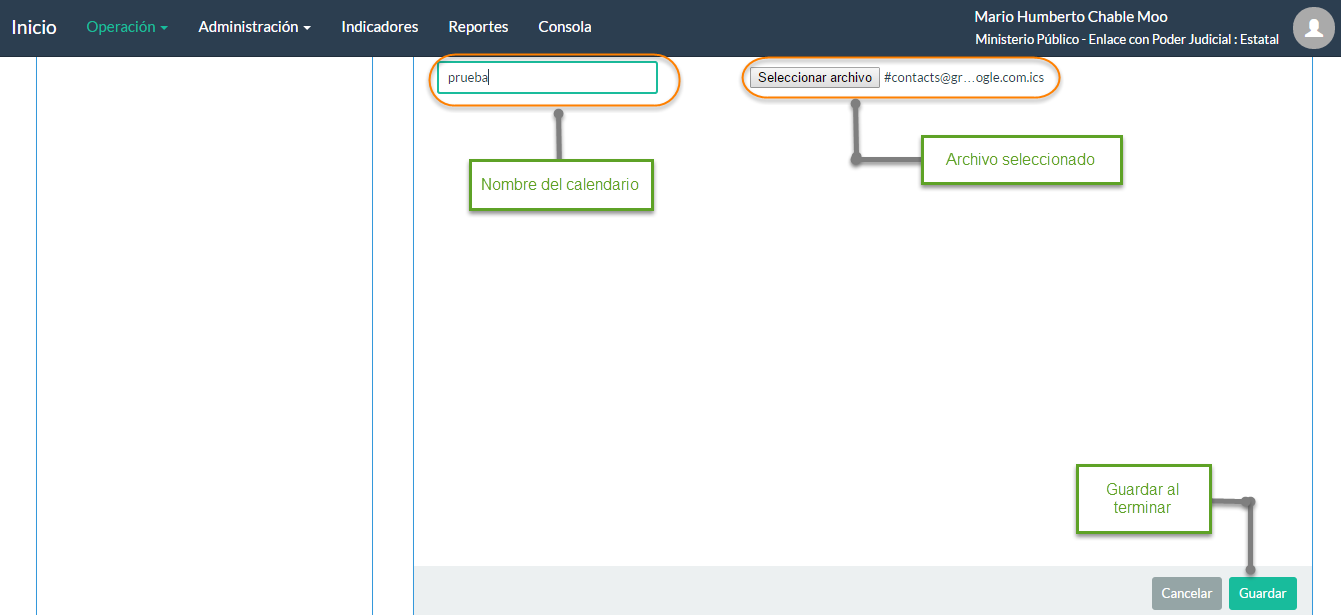 Inicio Operación Administración Indicadores Reportes Consola
Mario Humberto Chable Moo
Ministerio Público - Enlace con Poder Judicial : Estatal
prueba
Seleccionar archivo #contacts@gr…ogle.com.ics
Nombre del calendario
Archivo seleccionado
Guardar al
terminar
Cancelar Guardar